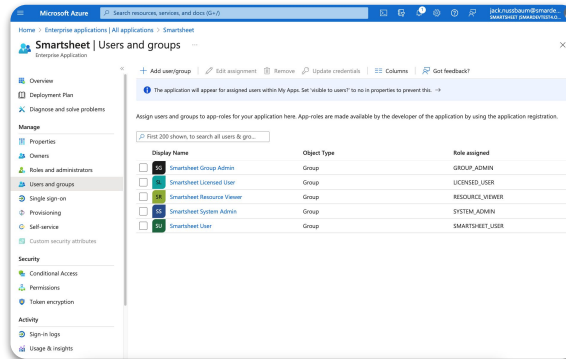 Microsoft Azure
Search resources, services, and docs (G+/)
1
jack.nussbaum@smarde...
SMARTSHEET (SMARDEVTEST4.O...
Home > Enterprise applications | All applications > Smartsheet
Smartsheet | Users and groups ...
Enterprise Application
Overview
Deployment Plan
Diagnose and solve problems
Manage
Properties
Owners
Roles and administrators
Users and groups
Single sign-on
Provisioning
Self-service
Custom security attributes
Security
Conditional Access
Permissions
Token encryption
Activity
Sign-in logs
Usage & insights
+ Add user/group
Edit assignment
Remove
Update credentials
Columns
Got feedback?
The application will appear for assigned users within My Apps. Set 'visible to users?' to no in properties to prevent this. →
Assign users and groups to app-roles for your application here. App-roles are made available by the developer of the application by using the application registration.
First 200 shown, to search all users & gro...
Display Name Object Type Role assigned
SG Smartsheet Group Admin Group GROUP_ADMIN
SL Smartsheet Licensed User Group LICENSED_USER
SR Smartsheet Resource Viewer Group RESOURCE_VIEWER
SS Smartsheet System Admin Group SYSTEM_ADMIN
SU Smartsheet User Group SMARTSHEET_USER